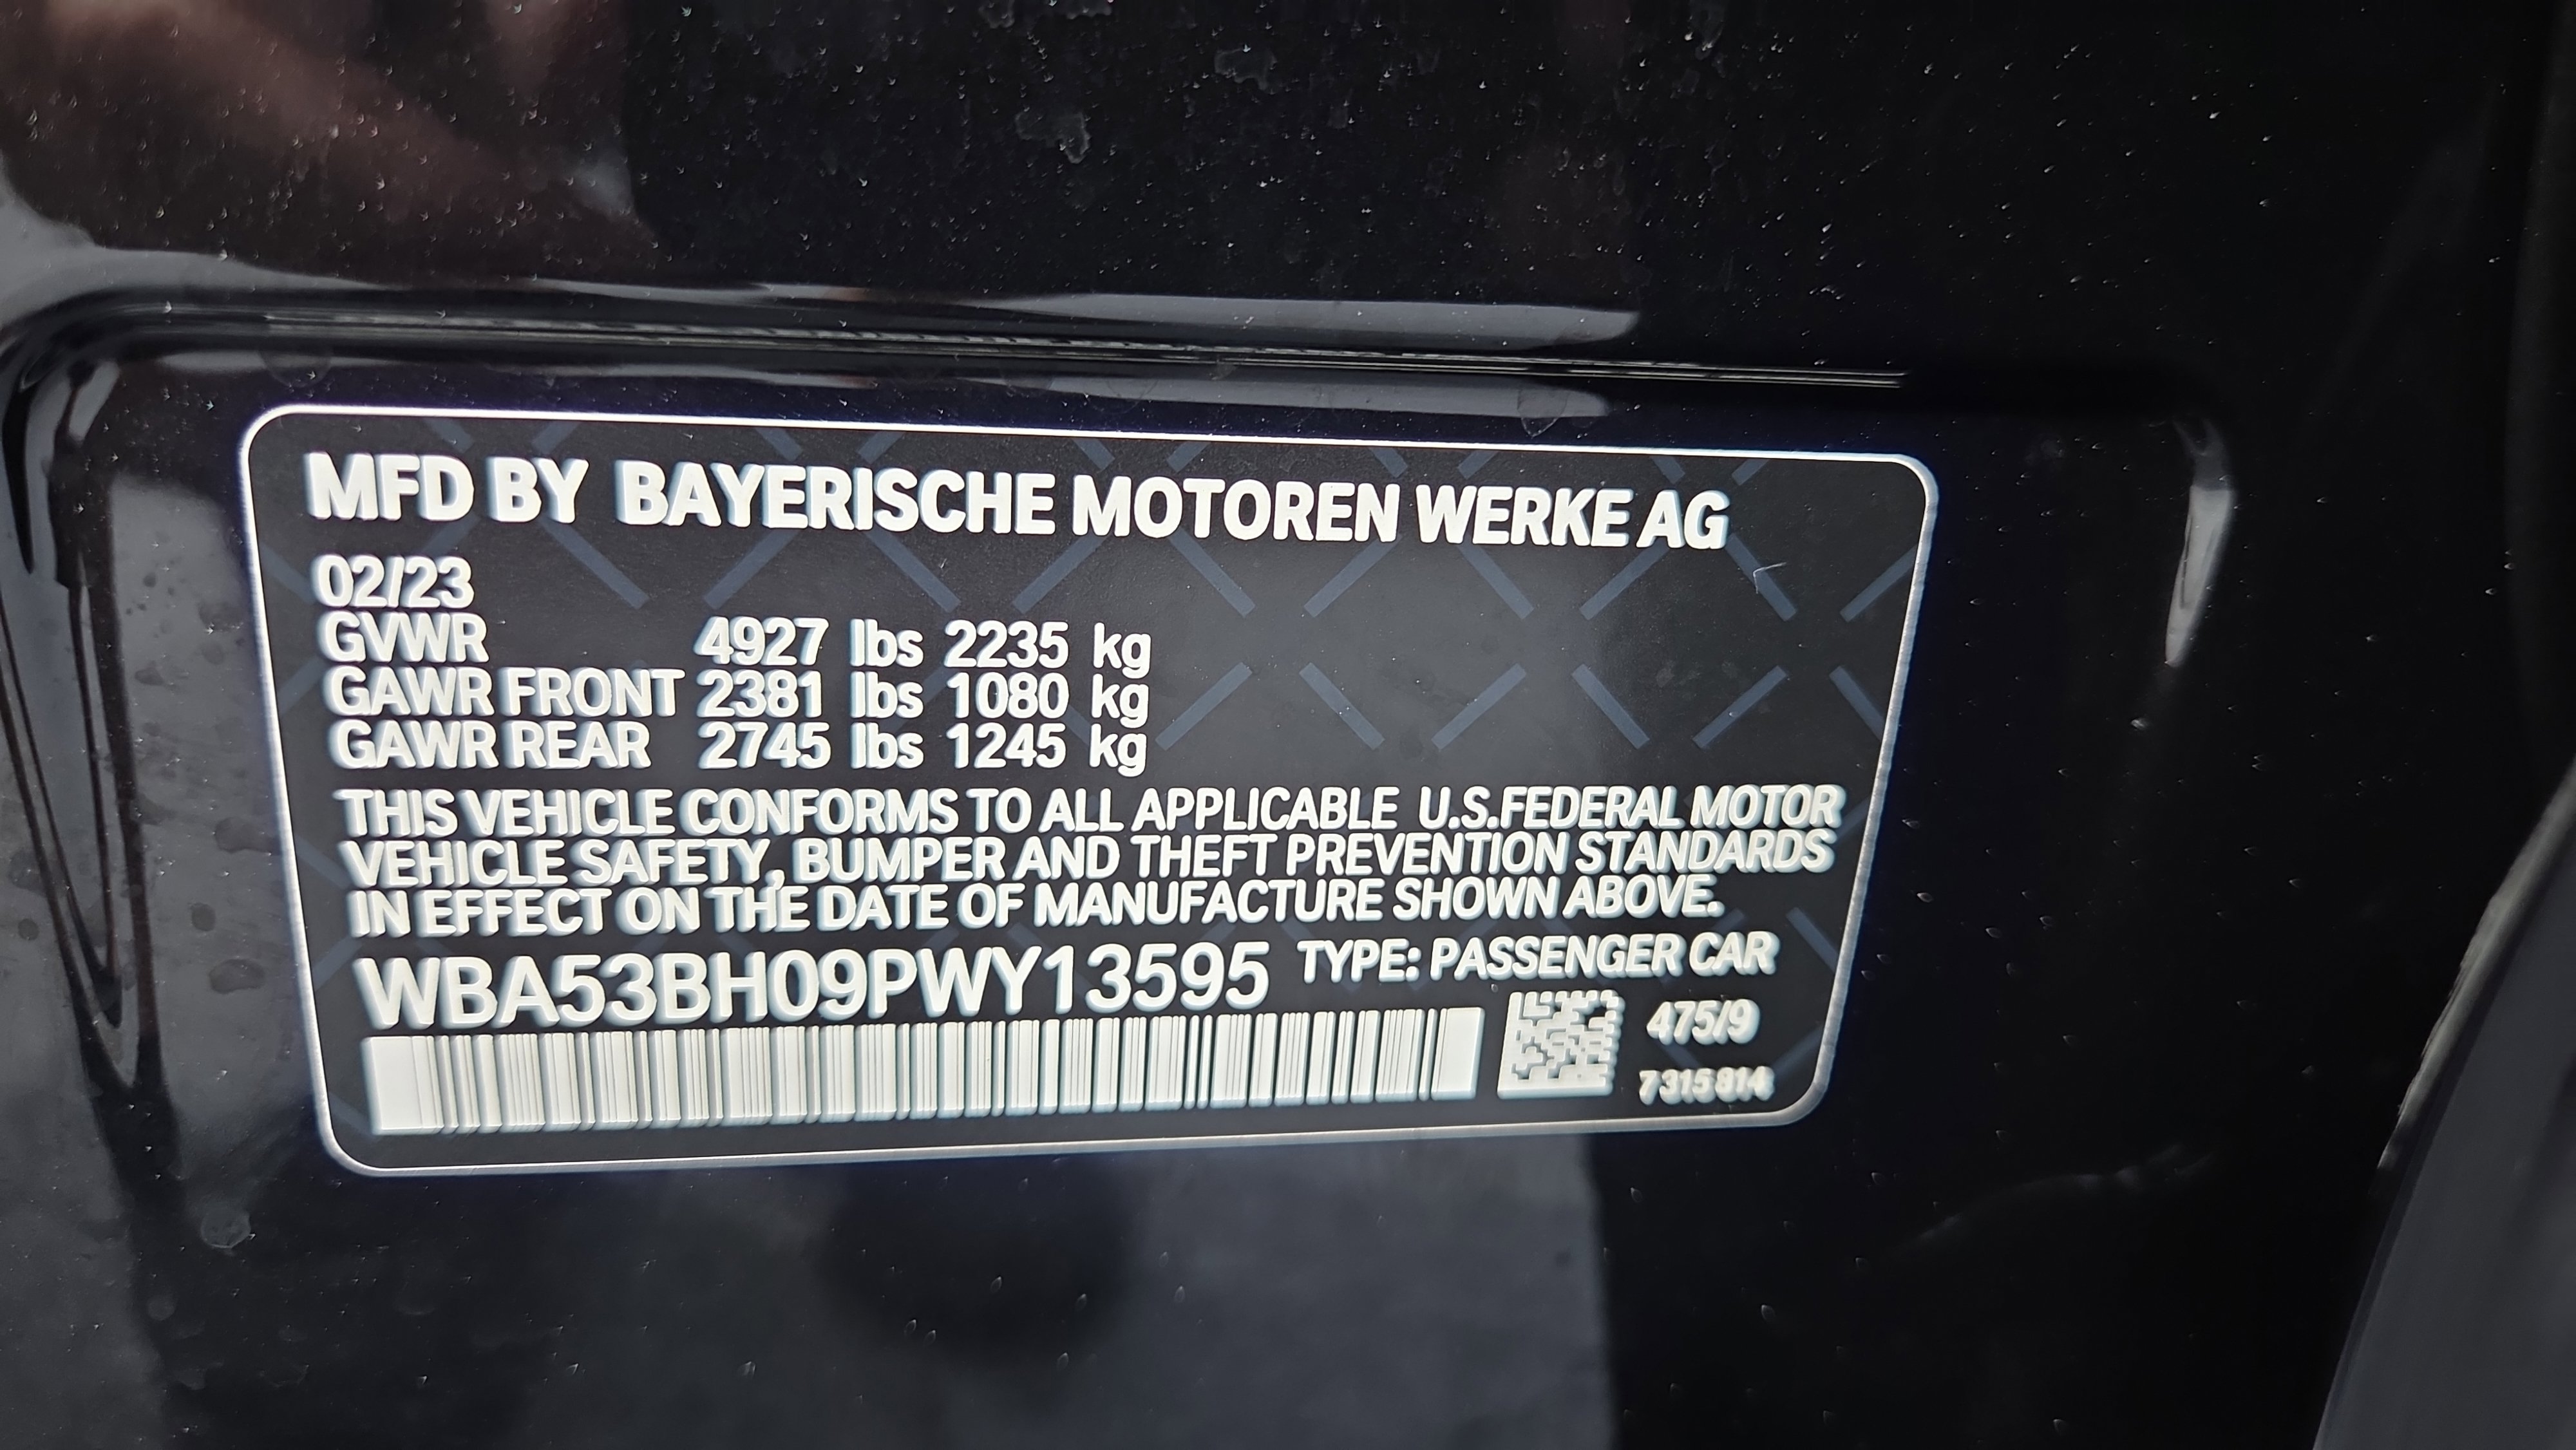 MFD BY BAYERISCHE MOTOREN WERKE AG
02/23
GVWR 4927 lbs 2235 kg
GAWR FRONT 2381 lbs 1080 kg
GAWR REAR 2745 lbs 1245 kg
THIS VEHICLE CONFORMS TO ALL APPLICABLE U.S.FEDERAL MOTOR
VEHICLE SAFETY, BUMPER AND THEFT PREVENTION STANDARDS
IN EFFECT ON THE DATE OF MANUFACTURE SHOWN ABOVE.
WBA53BH09PWY13595 TYPE: PASSENGER CAR
475/9
7315814